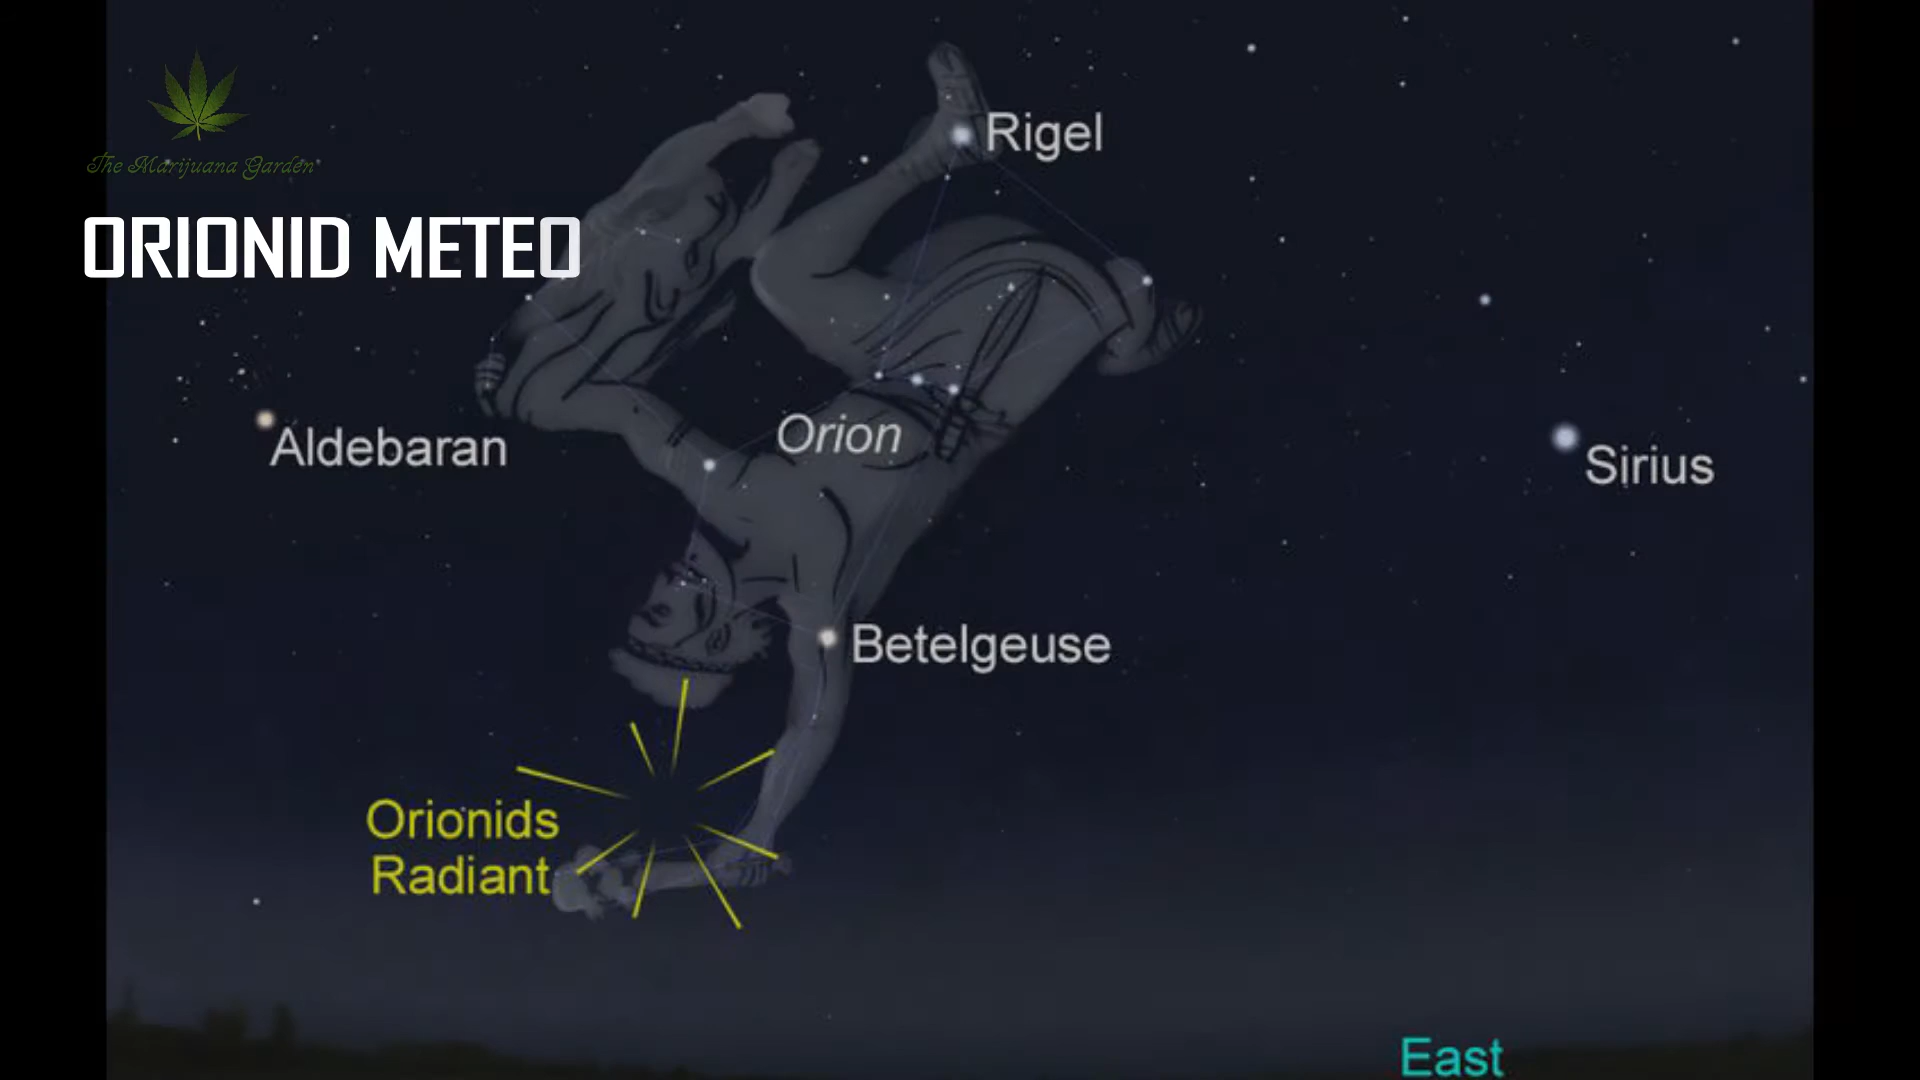 The Marijuana Garden
ORIONID METEO
Rigel
Orion
Aldebaran
Sirius
Betelgeuse
Orionids
Radiant
East